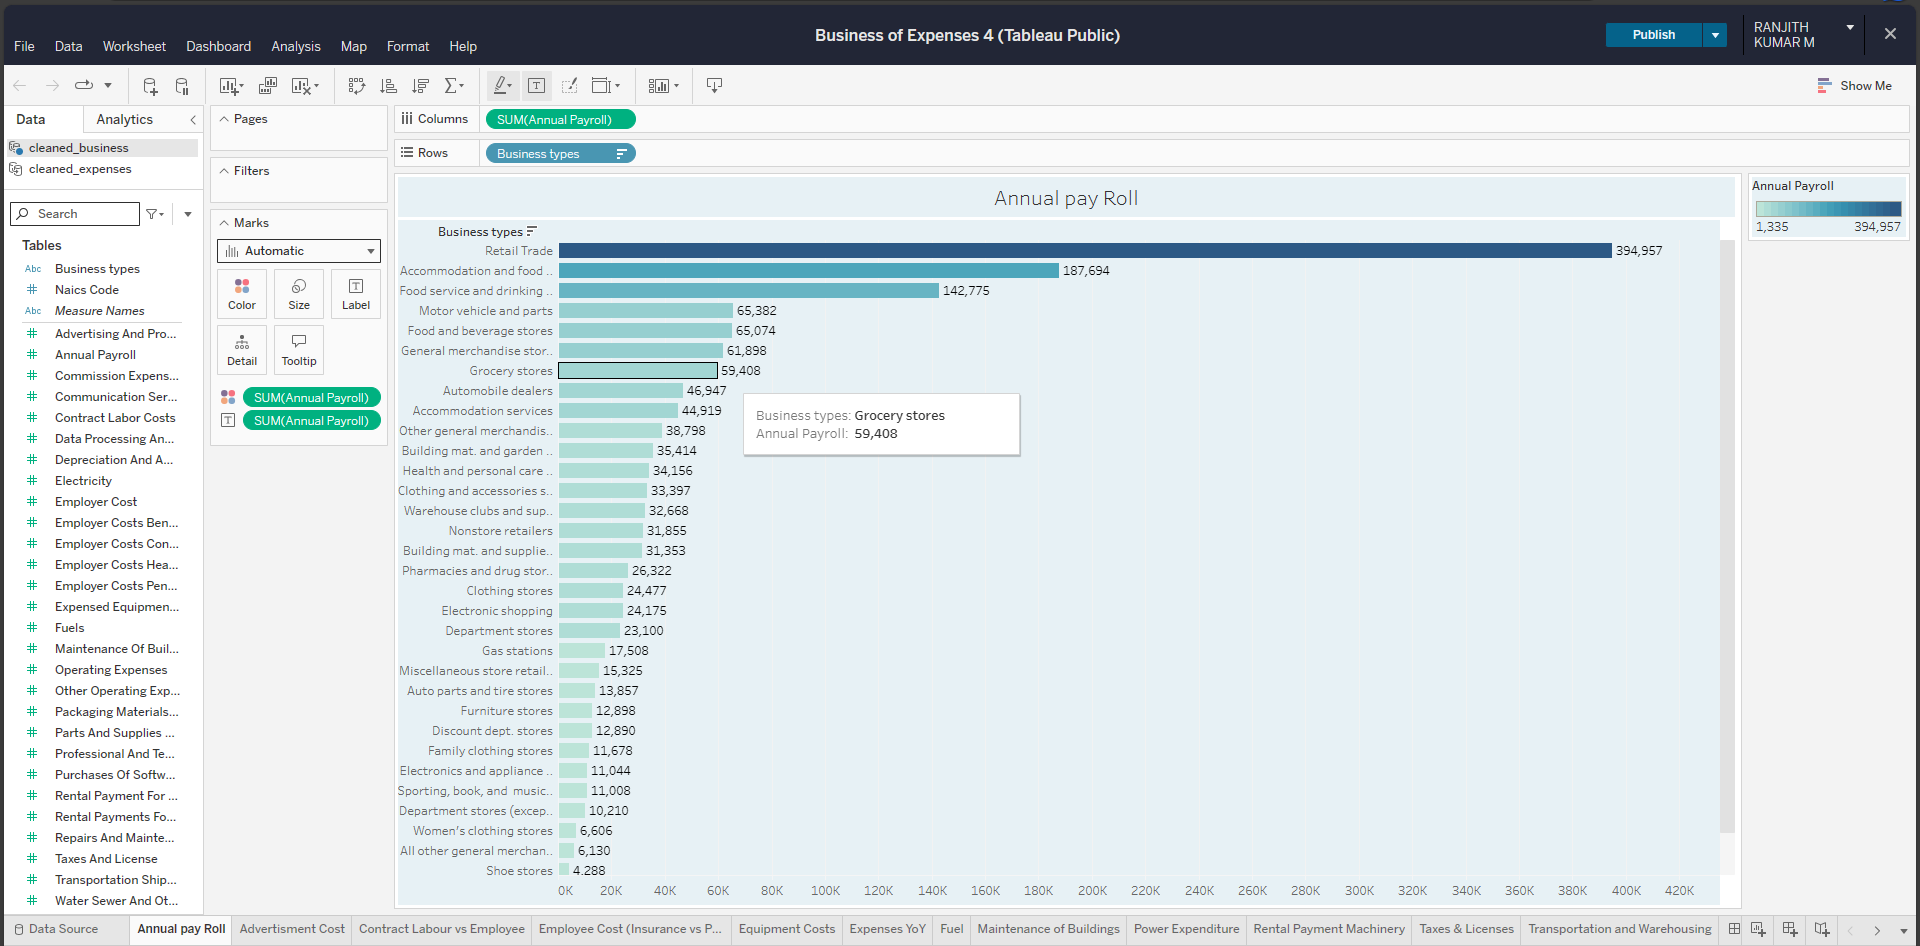 Business of Expenses 4 (Tableau Public)
Publish
RANJITH
KUMAR M
File Data Worksheet Dashboard Analysis Map Format Help
Show Me
Data Analytics
cleaned_business
cleaned_expenses
Search
Tables
Abc Business types
# Naics Code
Abc Measure Names
# Advertising And Pro...
# Annual Payroll
# Commission Expens...
# Communication Ser...
# Contract Labor Costs
# Data Processing An...
# Depreciation And A...
# Electricity
# Employer Cost
# Employer Costs Ben...
# Employer Costs Con...
# Employer Costs Hea...
# Employer Costs Pen...
# Expensed Equipmen...
# Fuels
# Maintenance Of Buil...
# Operating Expenses
# Other Operating Exp...
# Packaging Materials...
# Parts And Supplies ...
# Professional And Te...
# Purchases Of Softw...
# Rental Payment For ...
# Rental Payments Fo...
# Repairs And Mainte...
# Taxes And License
# Transportation Ship...
# Water Sewer And Ot...
Pages
Filters
Marks
Automatic
Color Size T Label
Detail Tooltip
SUM(Annual Payroll)
T SUM(Annual Payroll)
Columns SUM(Annual Payroll)
Rows Business types
Annual pay Roll
Business types
Retail Trade 394,957
Accommodation and food .. 187,694
Food service and drinking .. 142,775
Motor vehicle and parts 65,382
Food and beverage stores 65,074
General merchandise stor.. 61,898
Grocery stores 59,408
Automobile dealers 46,947
Accommodation services 44,919
Other general merchandis.. 38,798
Building mat. and garden .. 35,414
Health and personal care .. 34,156
Clothing and accessories s.. 33,397
Warehouse clubs and sup.. 32,668
Nonstore retailers 31,855
Building mat. and supplie.. 31,353
Pharmacies and drug stor.. 26,322
Clothing stores 24,477
Electronic shopping 24,175
Department stores 23,100
Gas stations 17,508
Miscellaneous store retail.. 15,325
Auto parts and tire stores 13,857
Furniture stores 12,898
Discount dept. stores 12,890
Family clothing stores 11,678
Electronics and appliance .. 11,044
Sporting, book, and music.. 11,008
Department stores (excep.. 10,210
Women's clothing stores 6,606
All other general merchan.. 6,130
Shoe stores 4,288
0K 20K 40K 60K 80K 100K 120K 140K 160K 180K 200K 220K 240K 260K 280K 300K 320K 340K 360K 380K 400K 420K
Business types: Grocery stores
Annual Payroll: 59,408
Annual Payroll
1,335 394,957
Data Source Annual pay Roll Advertisment Cost Contract Labour vs Employee Employee Cost (Insurance vs P... Equipment Costs Expenses YoY Fuel Maintenance of Buildings Power Expenditure Rental Payment Machinery Taxes & Licenses Transportation and Warehousing